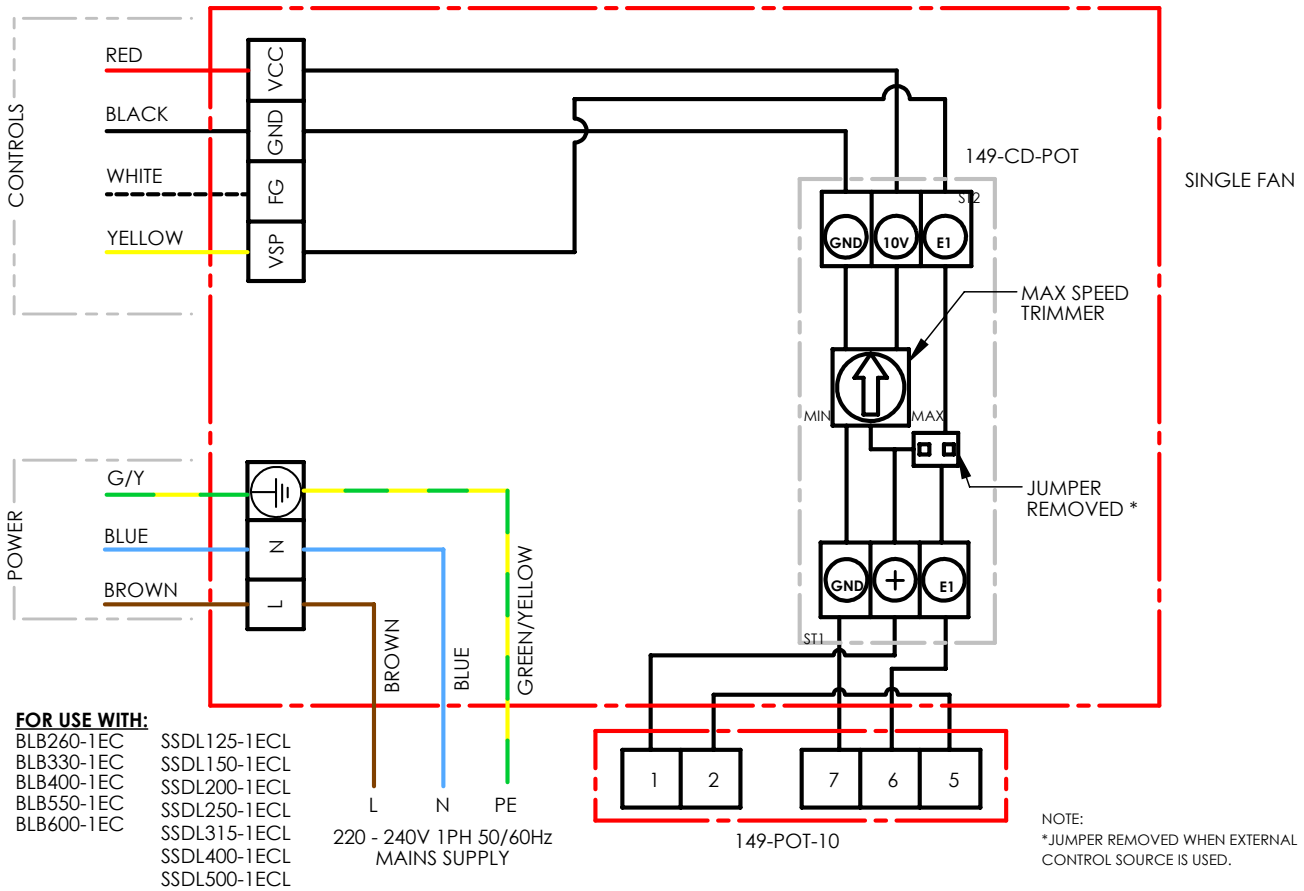 CONTROLS
RED
BLACK
WHITE
YELLOW
VCC
GND
FG
VSP
149-CD-POT
SINGLE FAN
ST2
GND
10V
E1
MAX SPEED
TRIMMER
MIN
MAX
JUMPER
REMOVED *
GND
+
E1
ST1
POWER
G/Y
BLUE
BROWN
N
L
BROWN
BLUE
GREEN/YELLOW
L
N
PE
220 - 240V 1PH 50/60Hz
MAINS SUPPLY
1
2
7
6
5
149-POT-10
FOR USE WITH:
BLB260-1EC
BLB330-1EC
BLB400-1EC
BLB550-1EC
BLB600-1EC
SSDL125-1ECL
SSDL150-1ECL
SSDL200-1ECL
SSDL250-1ECL
SSDL315-1ECL
SSDL400-1ECL
SSDL500-1ECL
NOTE:
*JUMPER REMOVED WHEN EXTERNAL
CONTROL SOURCE IS USED.